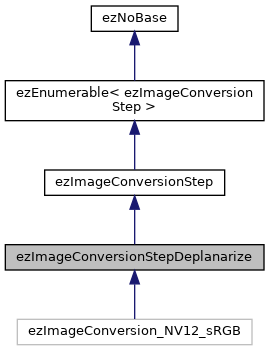 ezNoBase
ezEnumerable< ezImageConversion
Step >
ezImageConversionStep
ezImageConversionStepDeplanarize
ezImageConversion_NV12_sRGB